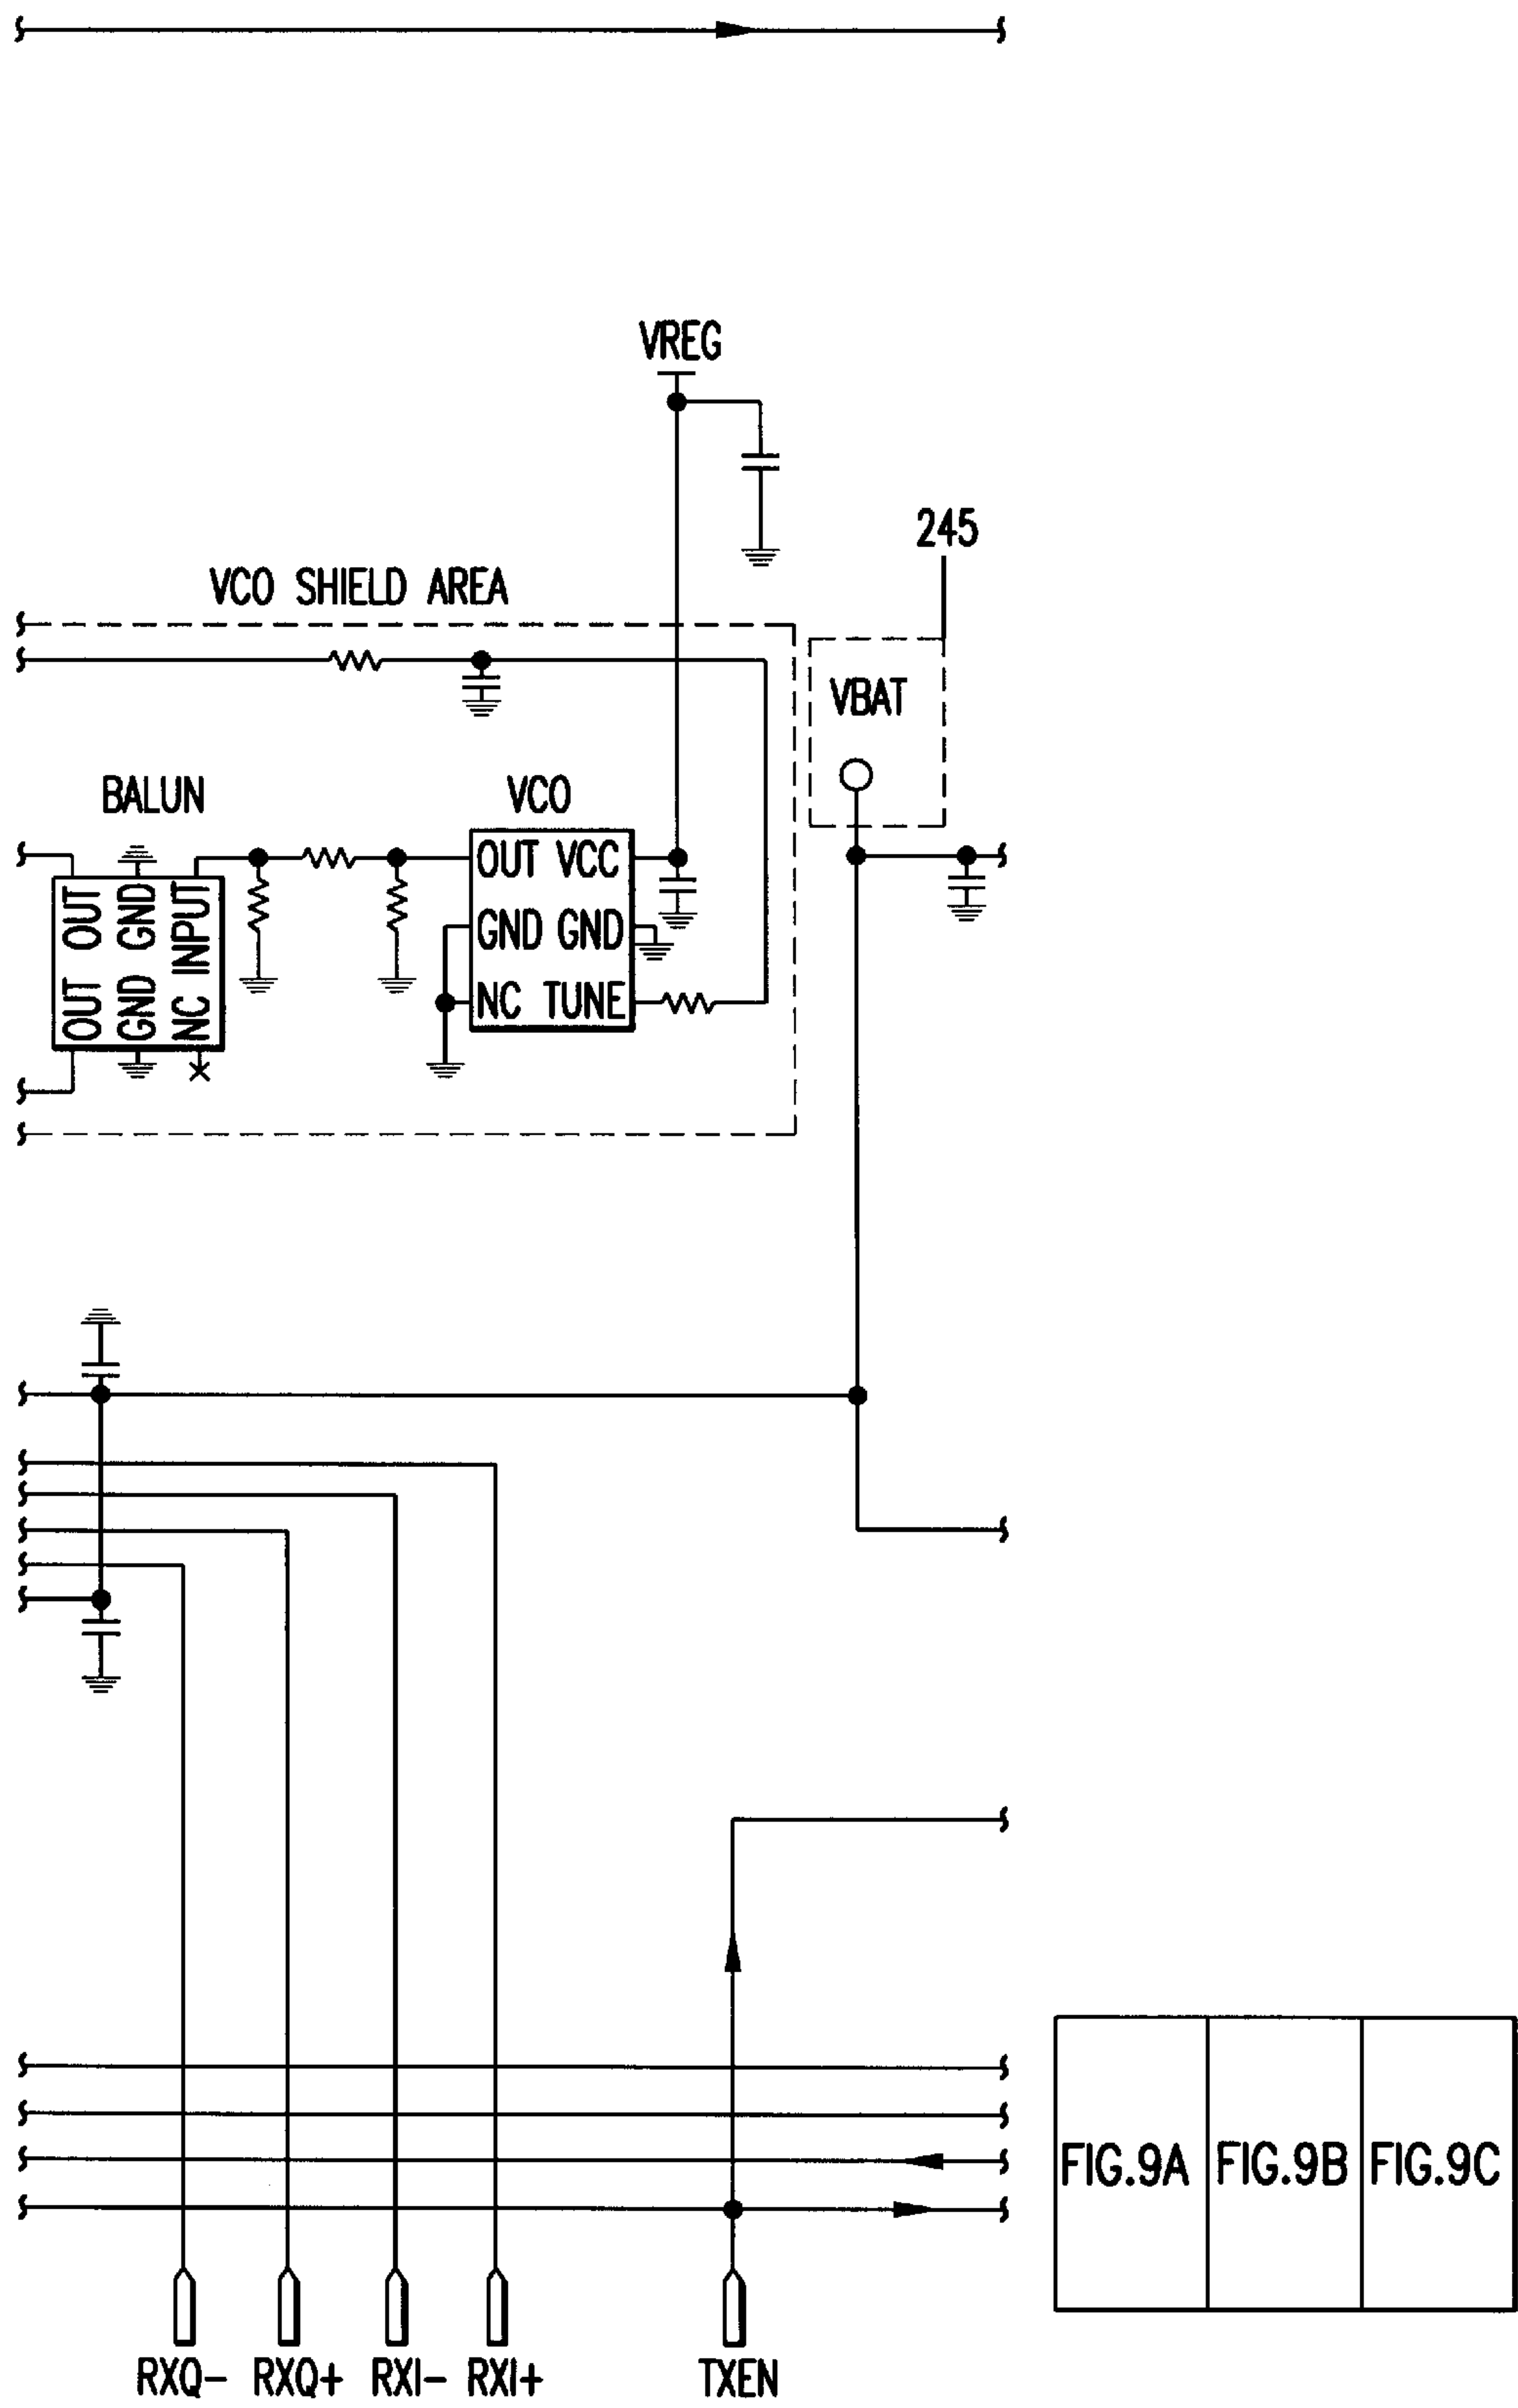 VREG
245
VCO SHIELD AREA
VBAT
BALUN
VCO
OUT OUT
GND GND
NC INPUT
OUT VCC
GND GND
NC TUNE
FIG.9A FIG.9B FIG.9C
RXQ- RXQ+ RXI- RXI+ TXEN